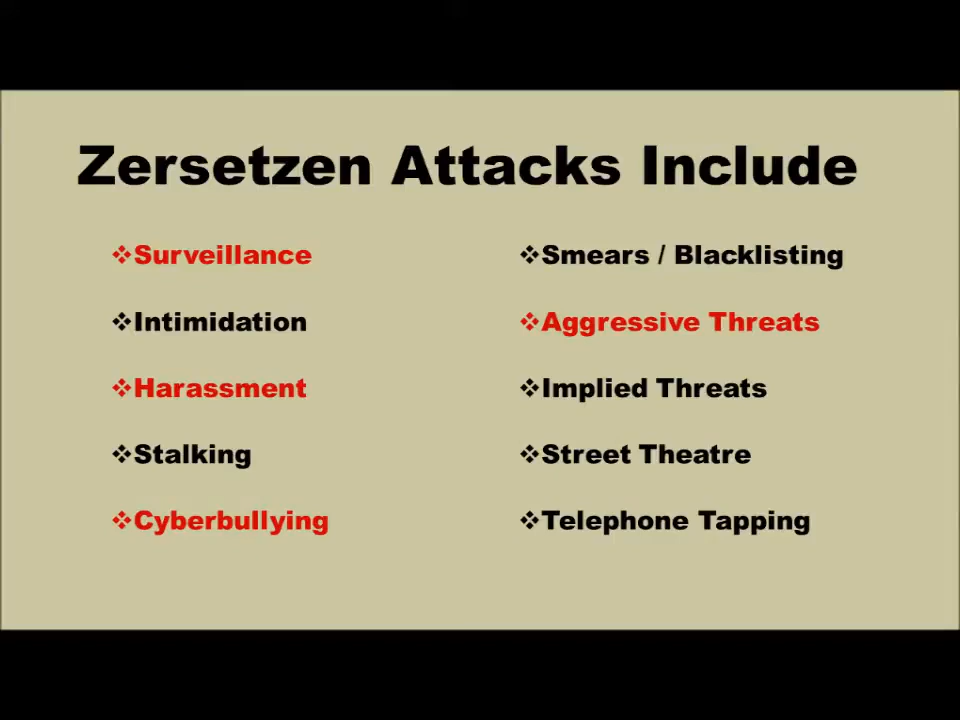 Zersetzen Attacks Include
❖Surveillance
❖Intimidation
❖Harassment
❖Stalking
❖Cyberbullying
❖Smears / Blacklisting
❖Aggressive Threats
❖Implied Threats
❖Street Theatre
❖Telephone Tapping